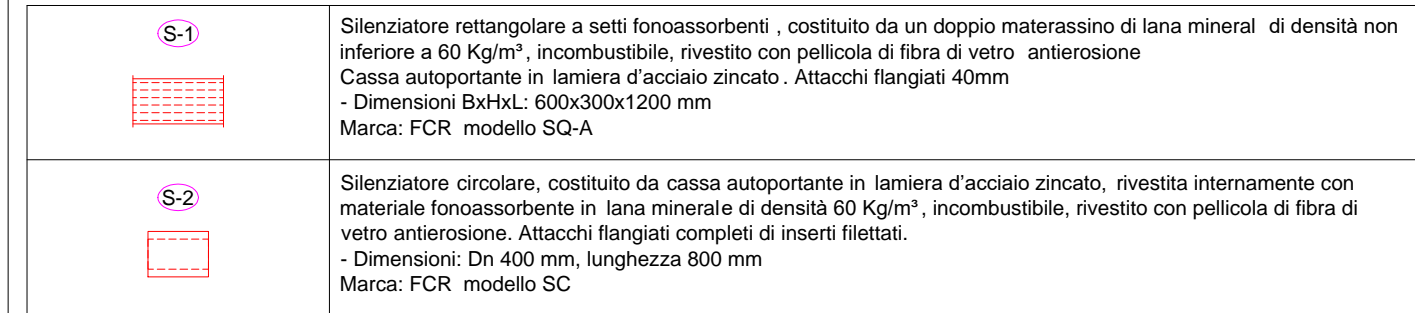 S-1
Silenziatore rettangolare a setti fonoassorbenti , costituito da un doppio materassino di lana mineral di densità non
inferiore a 60 Kg/m³, incombustibile, rivestito con pellicola di fibra di vetro antierosione
Cassa autoportante in lamiera d'acciaio zincato. Attacchi flangiati 40mm
- Dimensioni BxHxL: 600x300x1200 mm
Marca: FCR modello SQ-A
S-2
Silenziatore circolare, costituito da cassa autoportante in lamiera d'acciaio zincato, rivestita internamente con
materiale fonoassorbente in lana minerale di densità 60 Kg/m³, incombustibile, rivestito con pellicola di fibra di
vetro antierosione. Attacchi flangiati completi di inserti filettati.
- Dimensioni: Dn 400 mm, lunghezza 800 mm
Marca: FCR modello SC